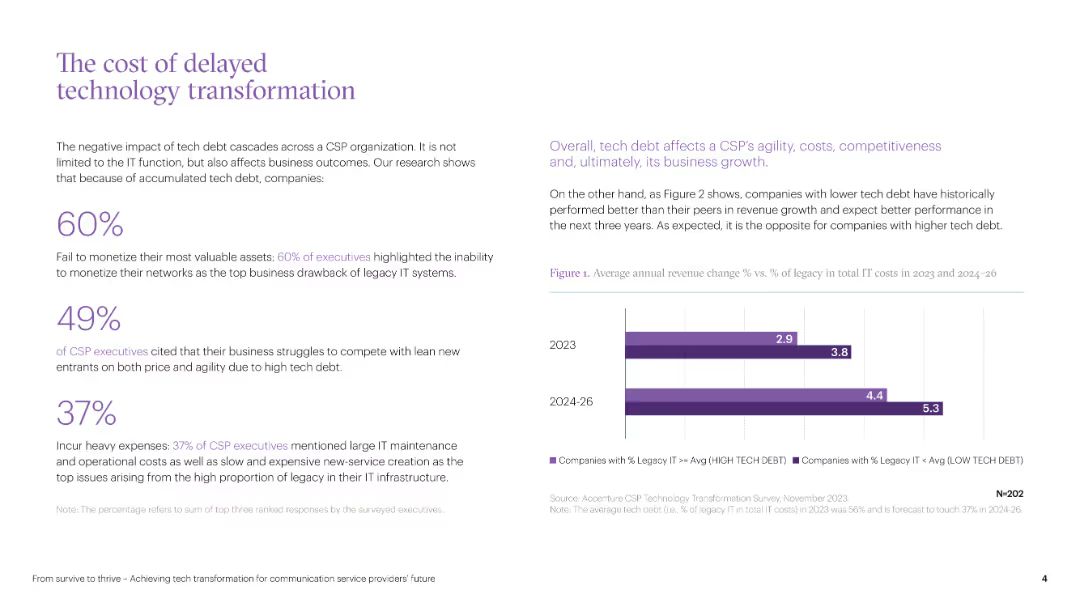 The cost of delayed
technology transformation
The negative impact of tech debt cascades across a CSP organization. It is not
limited to the IT function, but also affects business outcomes. Our research shows
that because of accumulated tech debt, companies:
60%
Fail to monetize their most valuable assets: 60% of executives highlighted the inability
to monetize their networks as the top business drawback of legacy IT systems.
49%
of CSP executives cited that their business struggles to compete with lean new
entrants on both price and agility due to high tech debt.
37%
Incur heavy expenses: 37% of CSP executives mentioned large IT maintenance
and operational costs as well as slow and expensive new-service creation as the
top issues arising from the high proportion of legacy in their IT infrastructure.
Note: The percentage refers to sum of top three ranked responses by the surveyed executives.
Overall, tech debt affects a CSP's agility, costs, competitiveness
and, ultimately, its business growth.
On the other hand, as Figure 2 shows, companies with lower tech debt have historically
performed better than their peers in revenue growth and expect better performance in
the next three years. As expected, it is the opposite for companies with higher tech debt.
Figure 1. Average annual revenue change % vs. % of legacy in total IT costs in 2023 and 2024-26
2023
2.9
3.8
2024-26
4.4
5.3
Companies with % Legacy IT >= Avg (HIGH TECH DEBT) Companies with % Legacy IT < Avg (LOW TECH DEBT)
N=202
Source: Accenture CSP Technology Transformation Survey, November 2023
Note: The average tech debt (i.e., % of legacy IT in total IT costs) in 2023 was 56% and is forecast to touch 37% in 2024-26.
From survive to thrive – Achieving tech transformation for communication service providers' future
4